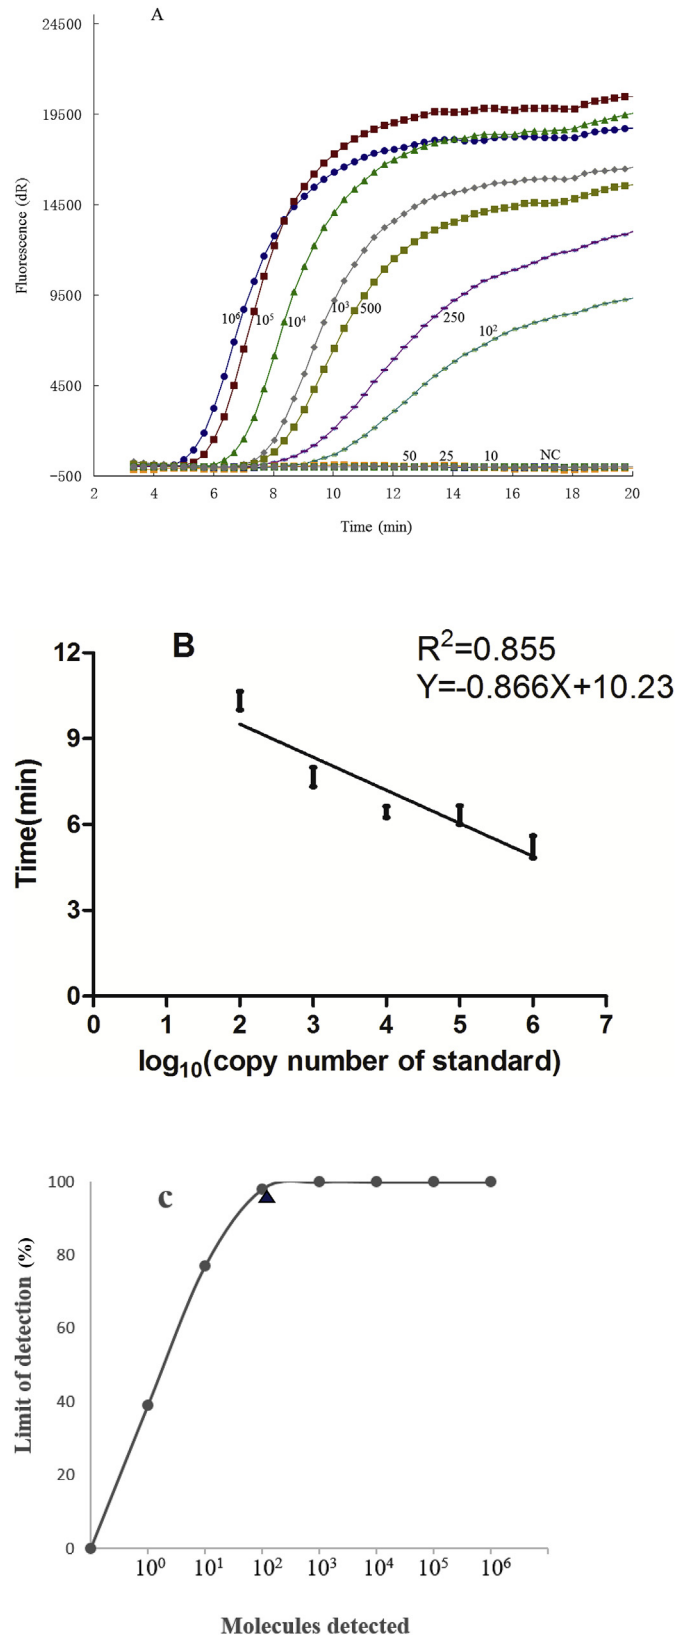 A
24500
19500
14500
9500
4500
−500
Fluorescence (dR)
10⁶ 10⁵ 10⁴ 10³ 500 250 10²
50 25 10 NC
2 4 6 8 10 12 14 16 18 20
Time (min)
B
R²=0.855
Y=-0.866X+10.23
12
9
6
3
0
Time(min)
0 1 2 3 4 5 6 7
log₁₀(copy number of standard)
c
100
80
60
40
20
0
Limit of detection (%)
10⁰ 10¹ 10² 10³ 10⁴ 10⁵ 10⁶
Molecules detected